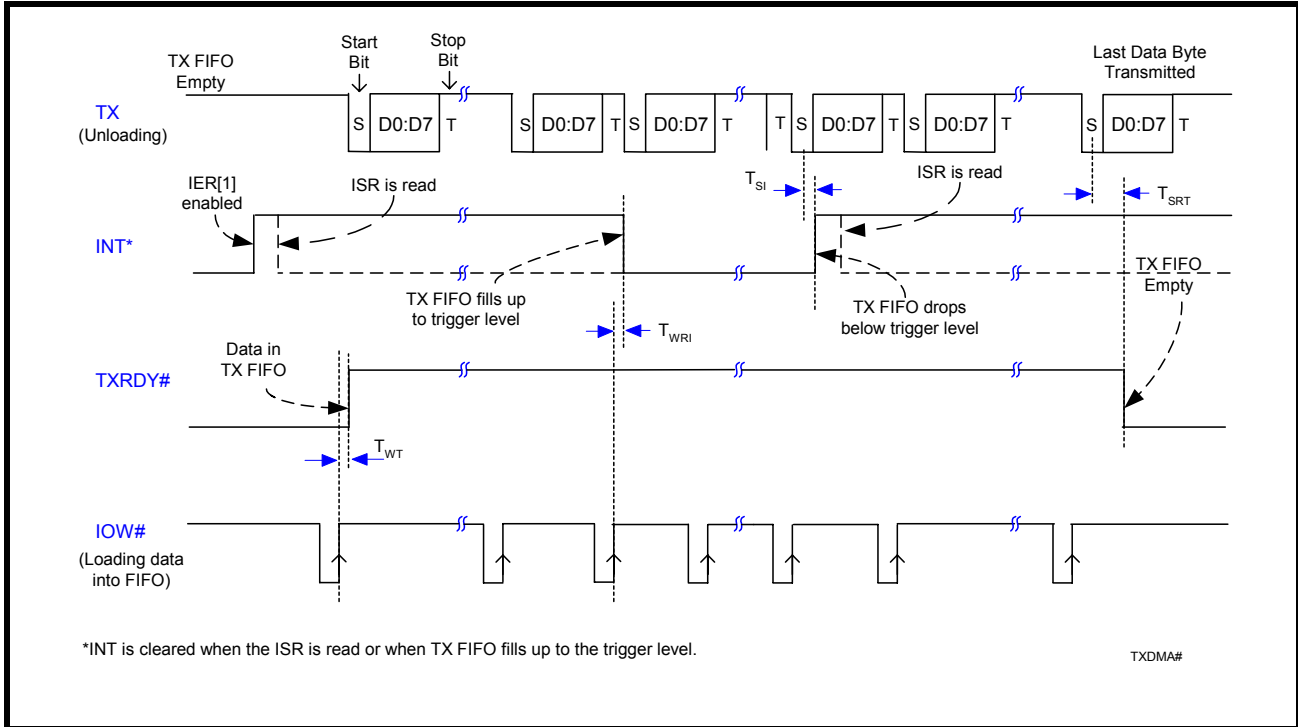 Start
Bit
Stop
Bit
TX FIFO
Empty
Last Data Byte
Transmitted
TX
(Unloading)
S D0:D7 T S D0:D7 T S D0:D7 T T S D0:D7 T S D0:D7 T S D0:D7 T
IER[1]
enabled
ISR is read
TSI
ISR is read
TSRT
INT*
TX FIFO fills up
to trigger level
TX FIFO drops
below trigger level
TX FIFO
Empty
TWRI
Data in
TX FIFO
TXRDY#
TWT
IOW#
(Loading data
into FIFO)
*INT is cleared when the ISR is read or when TX FIFO fills up to the trigger level.
TXDMA#